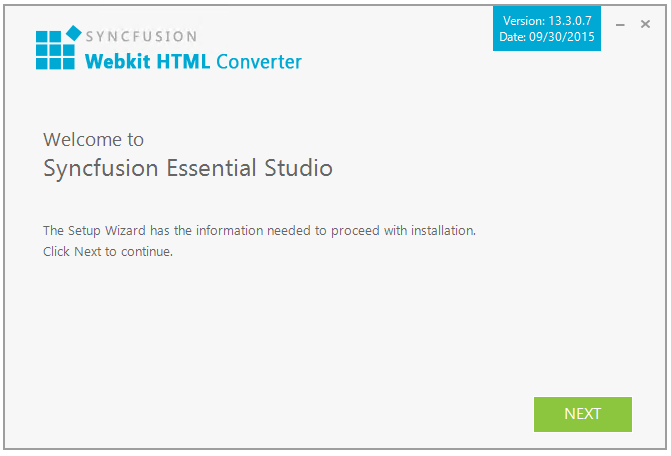 SYNCFUSION
Webkit HTML Converter
Version: 13.3.0.7
Date: 09/30/2015
Welcome to
Syncfusion Essential Studio
The Setup Wizard has the information needed to proceed with installation.
Click Next to continue.
NEXT